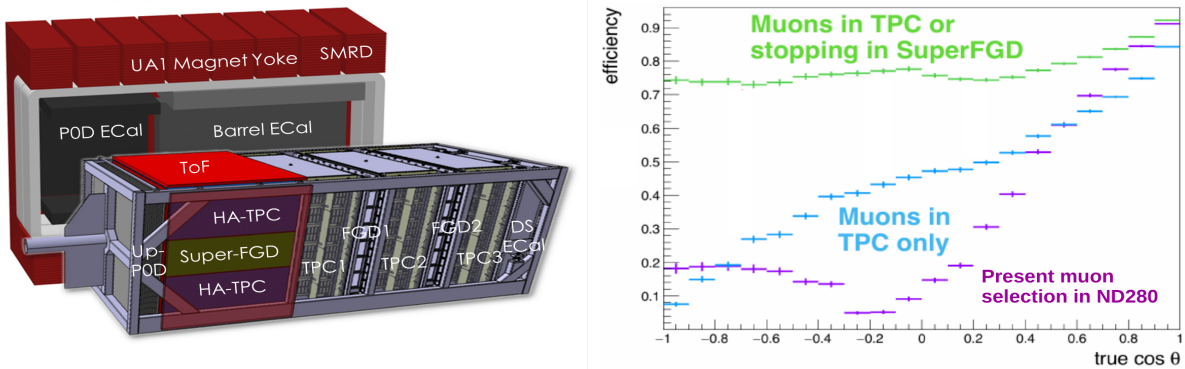 UA1 Magnet Yoke
SMRD
P0D ECal
Barrel ECal
ToF
HA-TPC
Super-FGD
HA-TPC
Up-
P0D
TPC1
FGD1
TPC2
FGD2
TPC3
DS
ECal
efficiency
0.9
0.8
0.7
0.6
0.5
0.4
0.3
0.2
0.1
Muons in TPC or
stopping in SuperFGD
Muons in
TPC only
Present muon
selection in ND280
−1 −0.8 −0.6 −0.4 −0.2 0 0.2 0.4 0.6 0.8 1
true cos θ